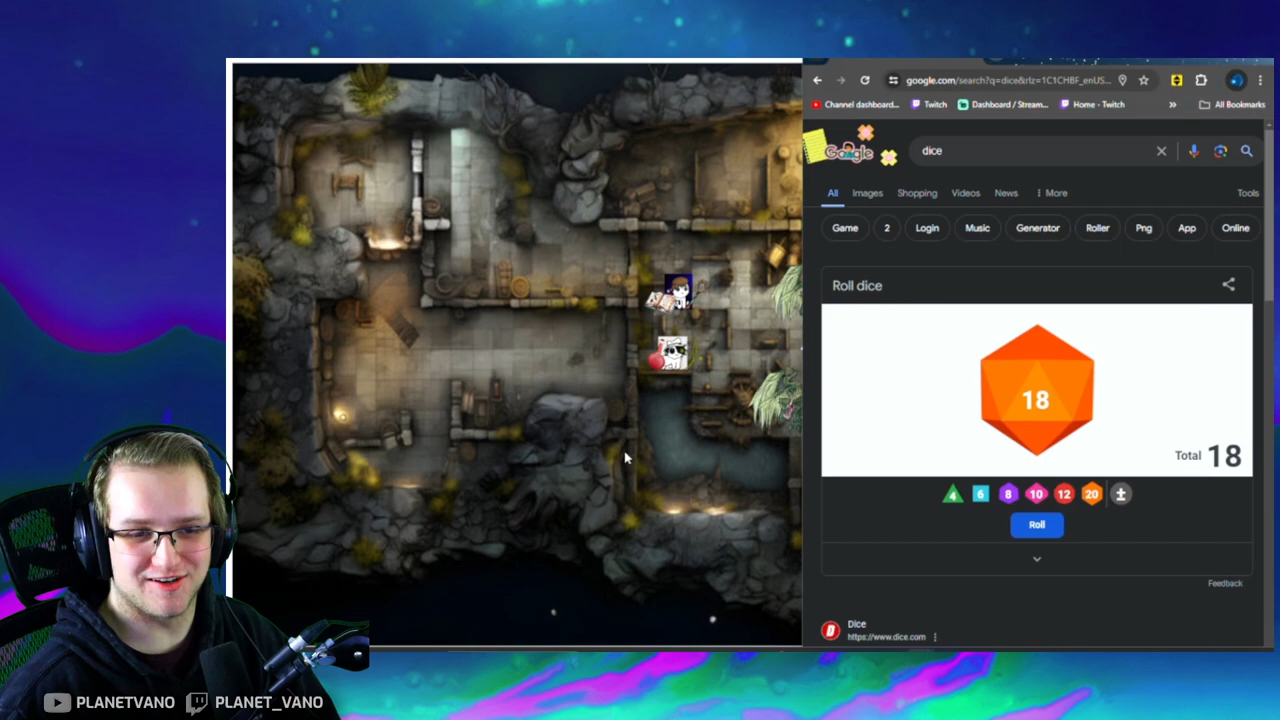 google.com/search?q=dice&rlz=1C1CHBF_enUS...
Channel dashboard... Twitch Dashboard / Stream... Home - Twitch » All Bookmarks
Google dice
All Images Shopping Videos News More Tools
Game 2 Login Music Generator Roller Png App Online
Roll dice
18
Total 18
4 6 8 10 12 20 ±
Roll
Feedback
D Dice
https://www.dice.com
PLANETVANO PLANET_VANO